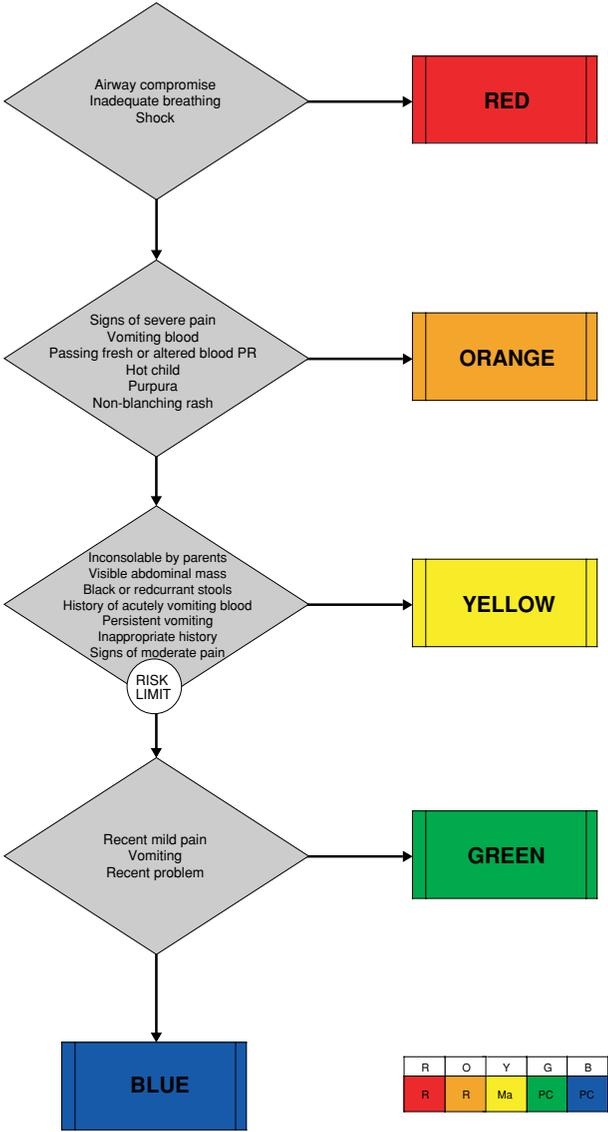 Airway compromise
Inadequate breathing
Shock
RED
Signs of severe pain
Vomiting blood
Passing fresh or altered blood PR
Hot child
Purpura
Non-blanching rash
ORANGE
Inconsolable by parents
Visible abdominal mass
Black or redcurrant stools
History of acutely vomiting blood
Persistent vomiting
Inappropriate history
Signs of moderate pain
YELLOW
RISK
LIMIT
Recent mild pain
Vomiting
Recent problem
GREEN
BLUE
R O Y G B
R R Ma PC PC